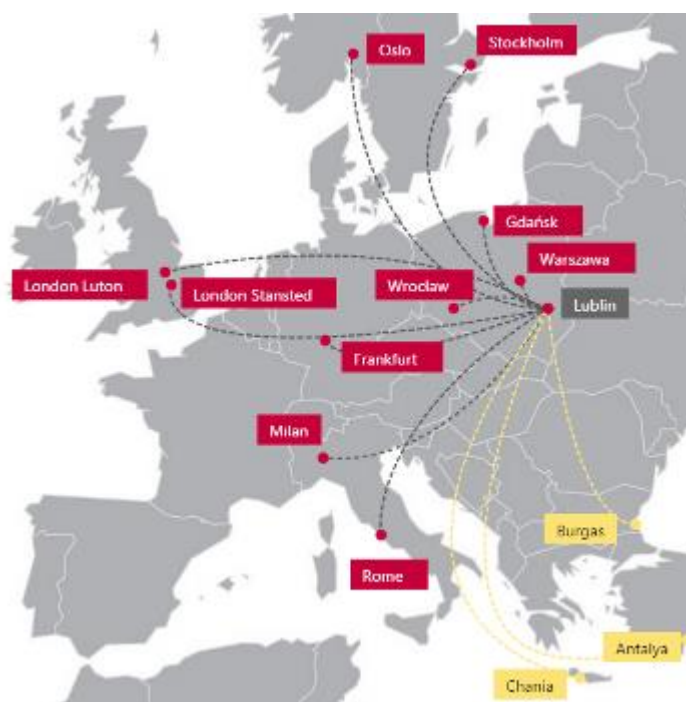 Oslo
Stockholm
Gdańsk
Warszawa
London Luton
London Stansted
Wrocław
Lublin
Frankfurt
Milan
Burgas
Rome
Antalya
Chania